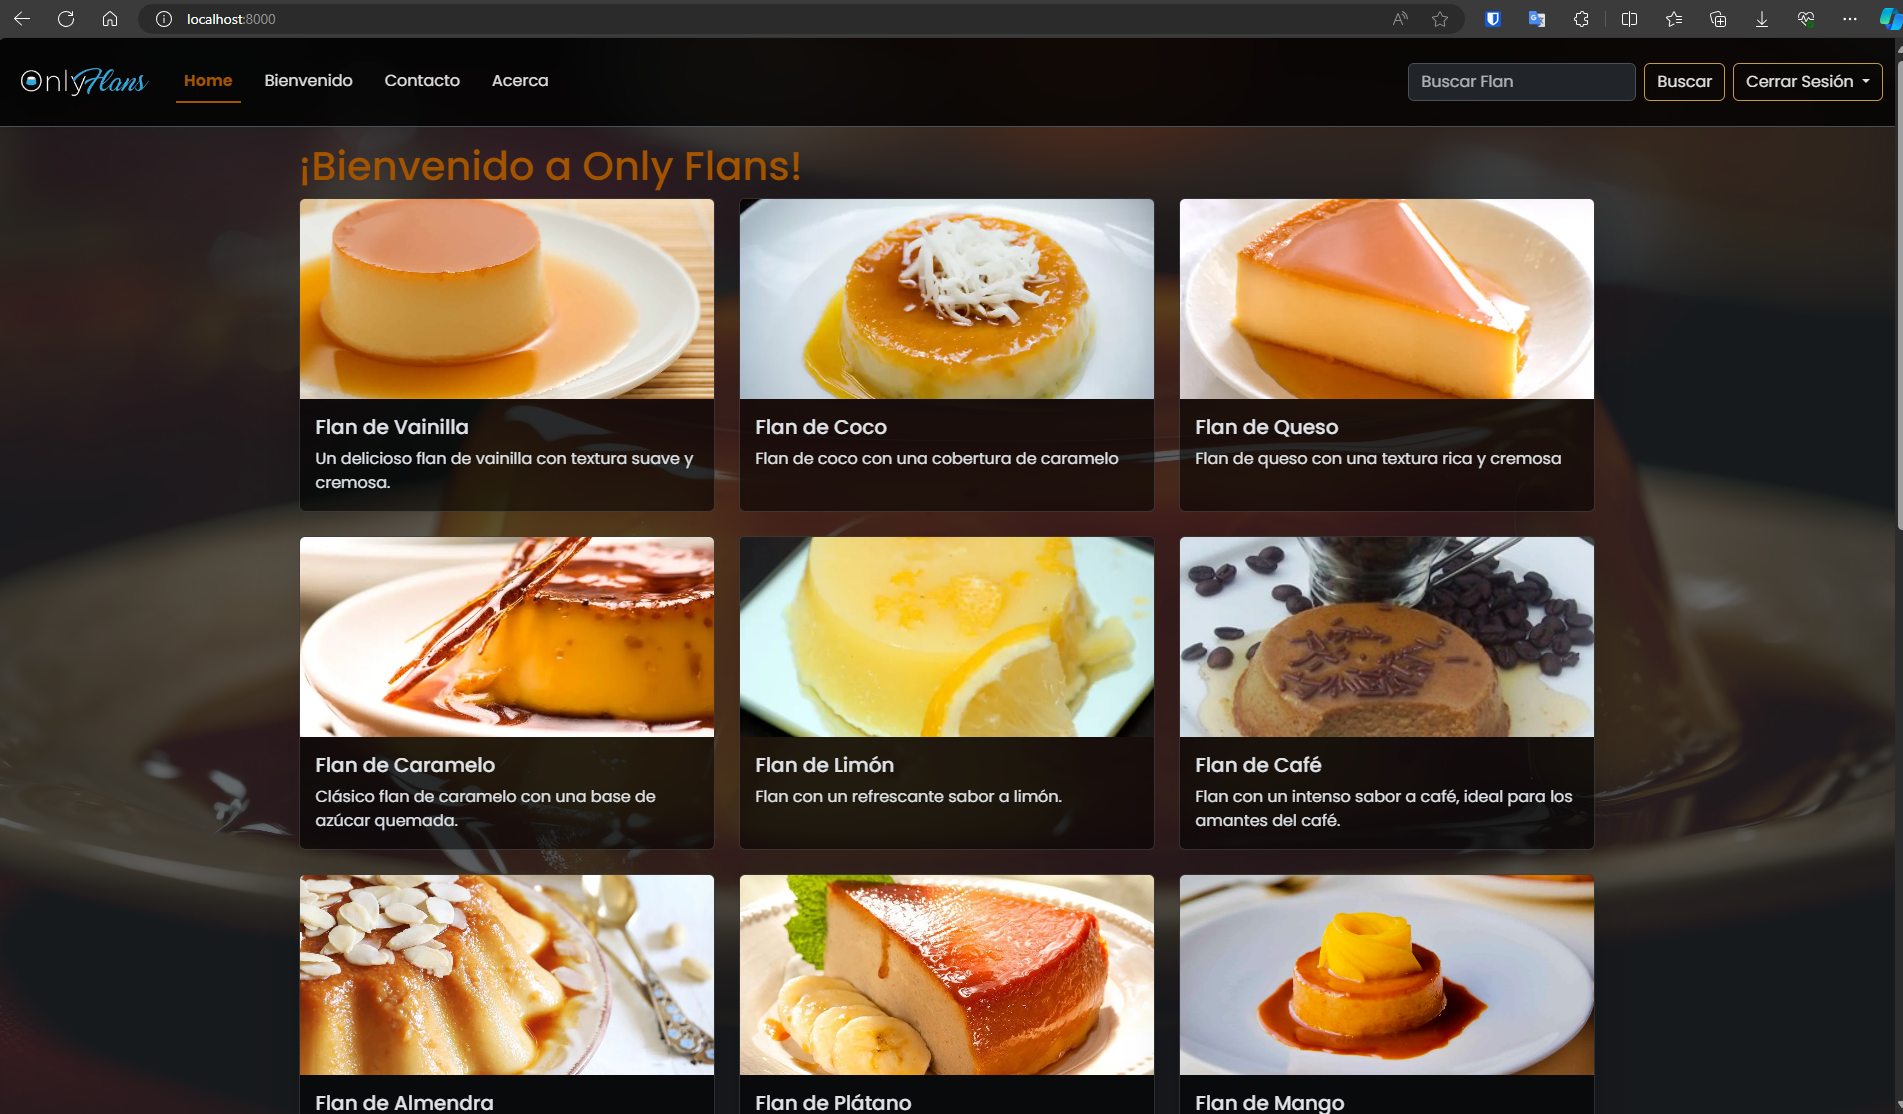 localhost:8000
OnlyFlans
Home
Bienvenido
Contacto
Acerca
Buscar Flan
Buscar
Cerrar Sesión
¡Bienvenido a Only Flans!
Flan de Vainilla
Un delicioso flan de vainilla con textura suave y
cremosa.
Flan de Coco
Flan de coco con una cobertura de caramelo
Flan de Queso
Flan de queso con una textura rica y cremosa
Flan de Caramelo
Clásico flan de caramelo con una base de
azúcar quemada.
Flan de Limón
Flan con un refrescante sabor a limón.
Flan de Café
Flan con un intenso sabor a café, ideal para los
amantes del café.
Flan de Almendra
Flan de Plátano
Flan de Mango